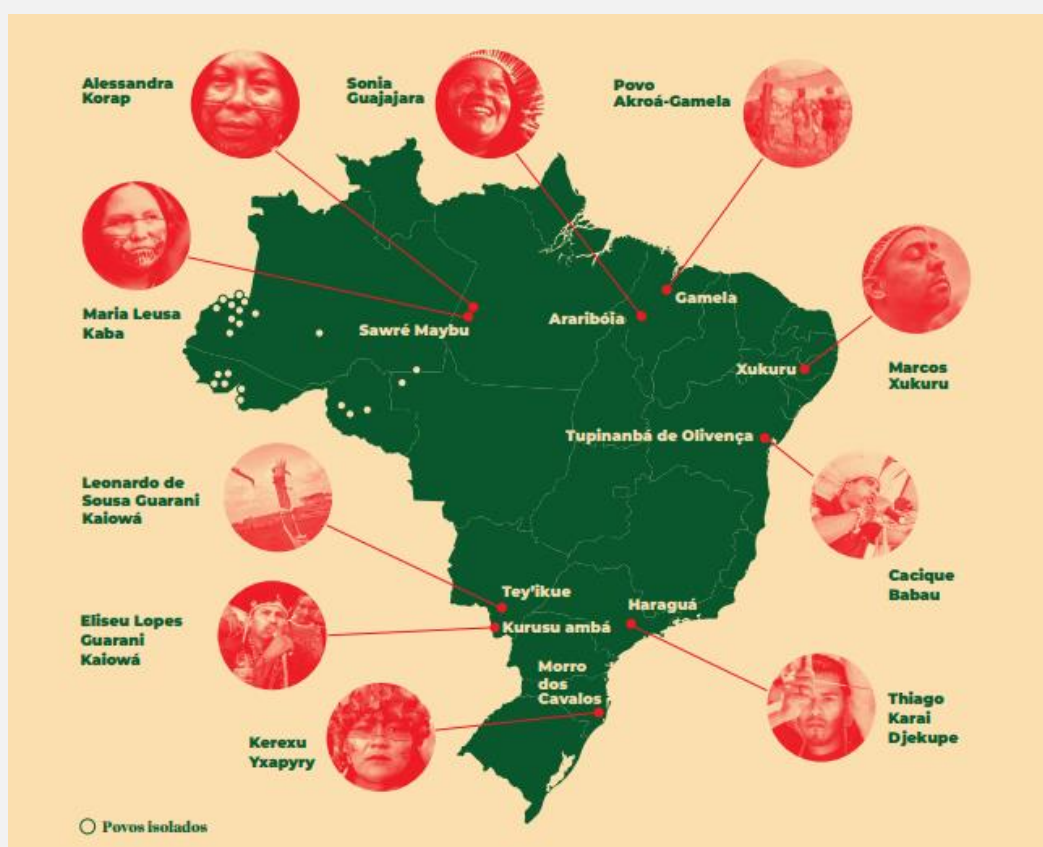 Alessandra
Korap
Sonia
Guajajara
Povo
Akroá-Gamela
Maria Leusa
Kaba
Sawré Maybu
Araribóia
Gamela
Xukuru
Marcos
Xukuru
Tupinanbá de Olivença
Leonardo de
Sousa Guarani
Kaiowá
Cacique
Babau
Tey'ikue
Haraguá
Kurusu ambá
Eliseu Lopes
Guarani
Kaiowá
Morro
dos
Cavalos
Thiago
Karai
Djekupe
Kerexu
Yxapyry
Povos isolados